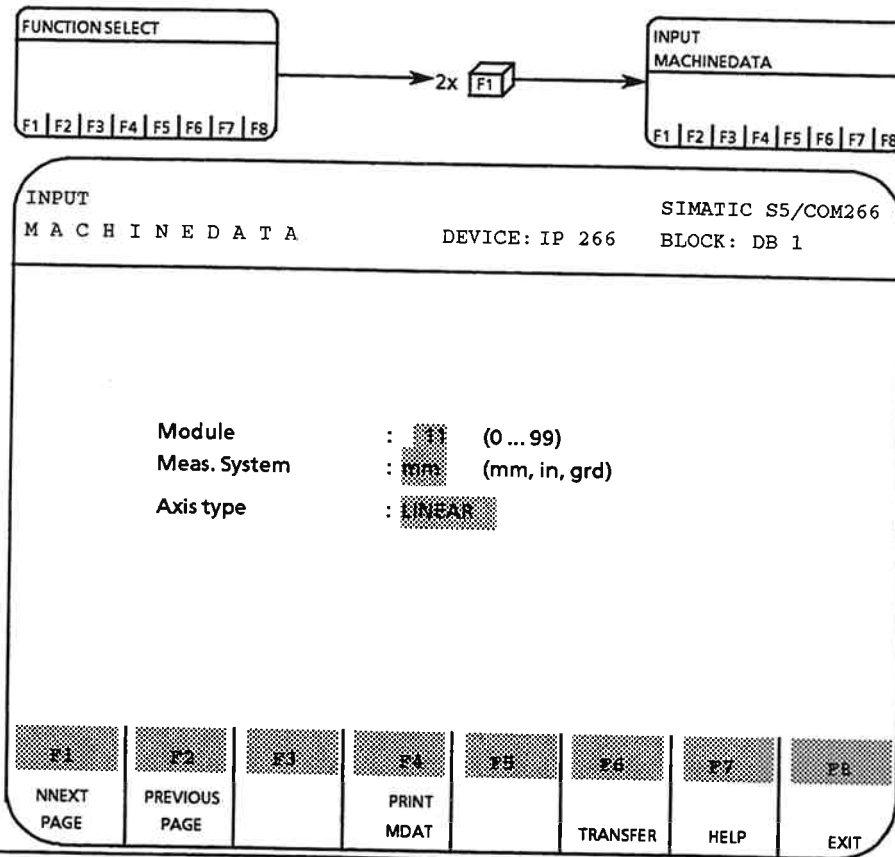 FUNCTION SELECT
F1 F2 F3 F4 F5 F6 F7 F8
2x F1
INPUT
MACHINEDATA
F1 F2 F3 F4 F5 F6 F7 F8
INPUT
SIMATIC S5/COM266
M A C H I N E D A T A DEVICE: IP 266 BLOCK: DB 1
Module : 11 (0 ... 99)
Meas. System : mm (mm, in, grd)
Axis type : LINEAR
F1 F2 F3 F4 F5 F6 F7 F8
NNEXT PREVIOUS PRINT
PAGE PAGE MDAT TRANSFER HELP EXIT